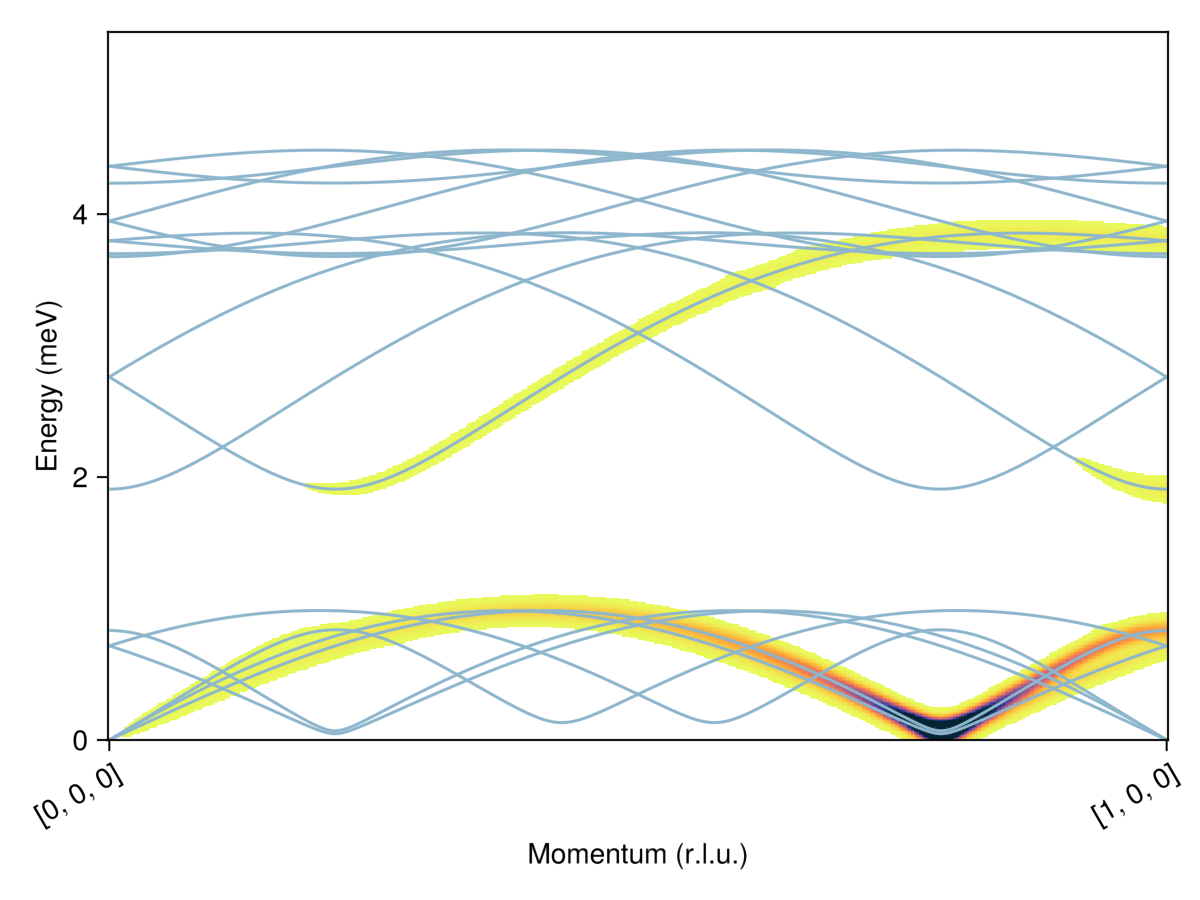 4
2
0
Energy (meV)
[0, 0, 0]
[1, 0, 0]
Momentum (r.l.u.)